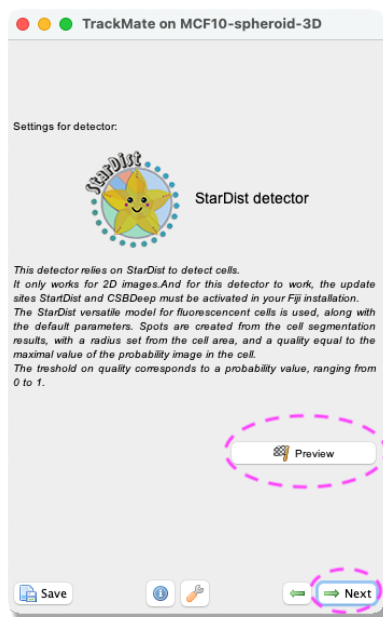 TrackMate on MCF10-spheroid-3D
Settings for detector:
StarDist
StarDist detector
This detector relies on StarDist to detect cells.
It only works for 2D images.And for this detector to work, the update
sites StartDist and CSBDeep must be activated in your Fiji installation.
The StarDist versatile model for fluorescencent cells is used, along with
the default parameters. Spots are created from the cell segmentation
results, with a radius set from the cell area, and a quality equal to the
maximal value of the probability image in the cell.
The treshold on quality corresponds to a probability value, ranging from
0 to 1.
Preview
Save
Next